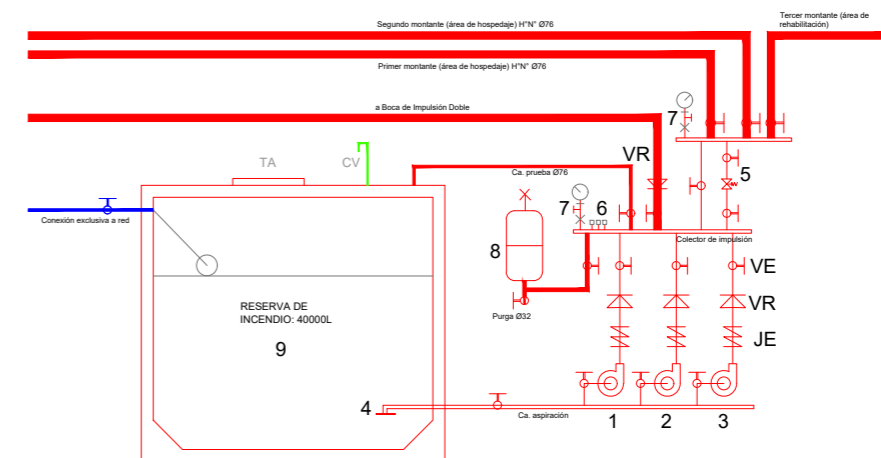 Segundo montante (área de hospedaje) H"N" Ø76
Tercer montante (área de
rehabilitación)
Primer montante (área de hospedaje) H"N" Ø76
a Boca de Impulsión Doble
7
TA
CV
VR
5
Ca. prueba Ø76
Conexión exclusiva a red
7
6
Colector de impulsión
8
VE
RESERVA DE
INCENDIO: 40000L
9
Purga Ø32
VR
JE
4
Ca. aspiración
1
2
3